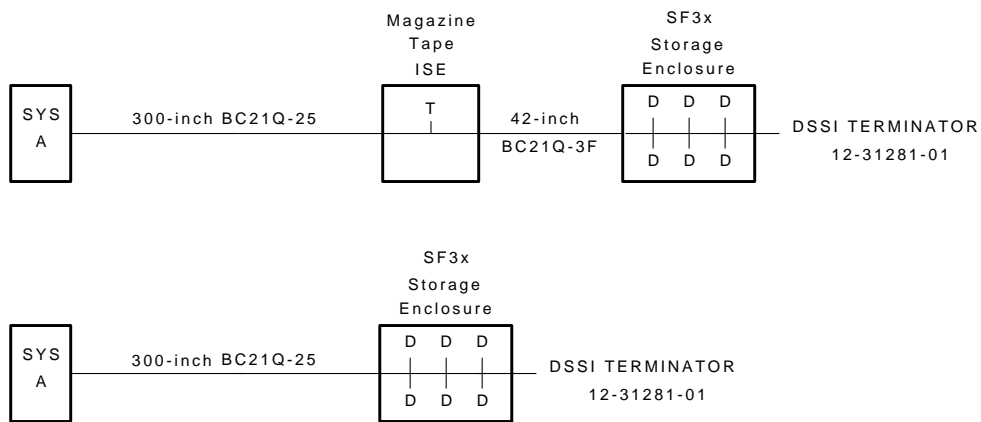 Magazine
Tape
ISE
SF3x
Storage
Enclosure
SYS
A
300-inch BC21Q-25
T
42-inch
BC21Q-3F
D D D
D D D
DSSI TERMINATOR
12-31281-01
SF3x
Storage
Enclosure
SYS
A
300-inch BC21Q-25
D D D
D D D
DSSI TERMINATOR
12-31281-01